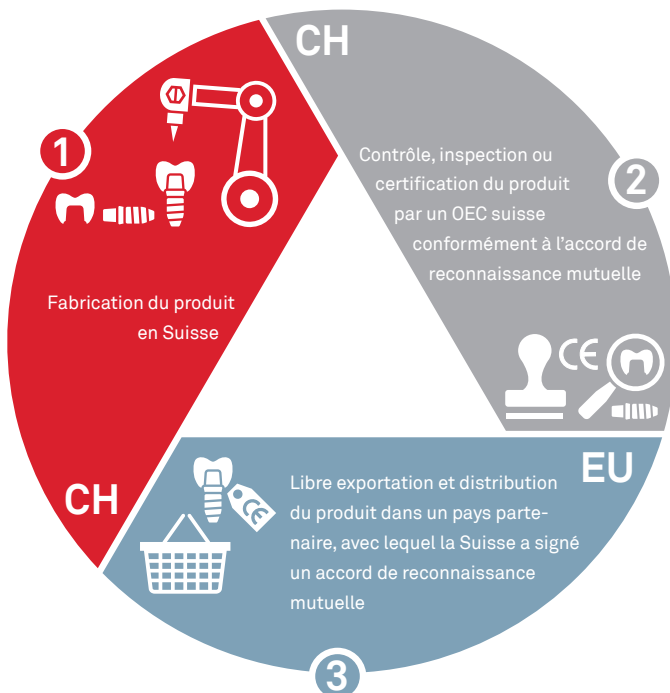 1
Fabrication du produit
en Suisse
CH
CH
2
Contrôle, inspection ou
certification du produit
par un OEC suisse
conformément à l'accord de
reconnaissance mutuelle
CE
EU
Libre exportation et distribution
du produit dans un pays parte-
naire, avec lequel la Suisse a signé
un accord de reconnaissance
mutuelle
CE
3